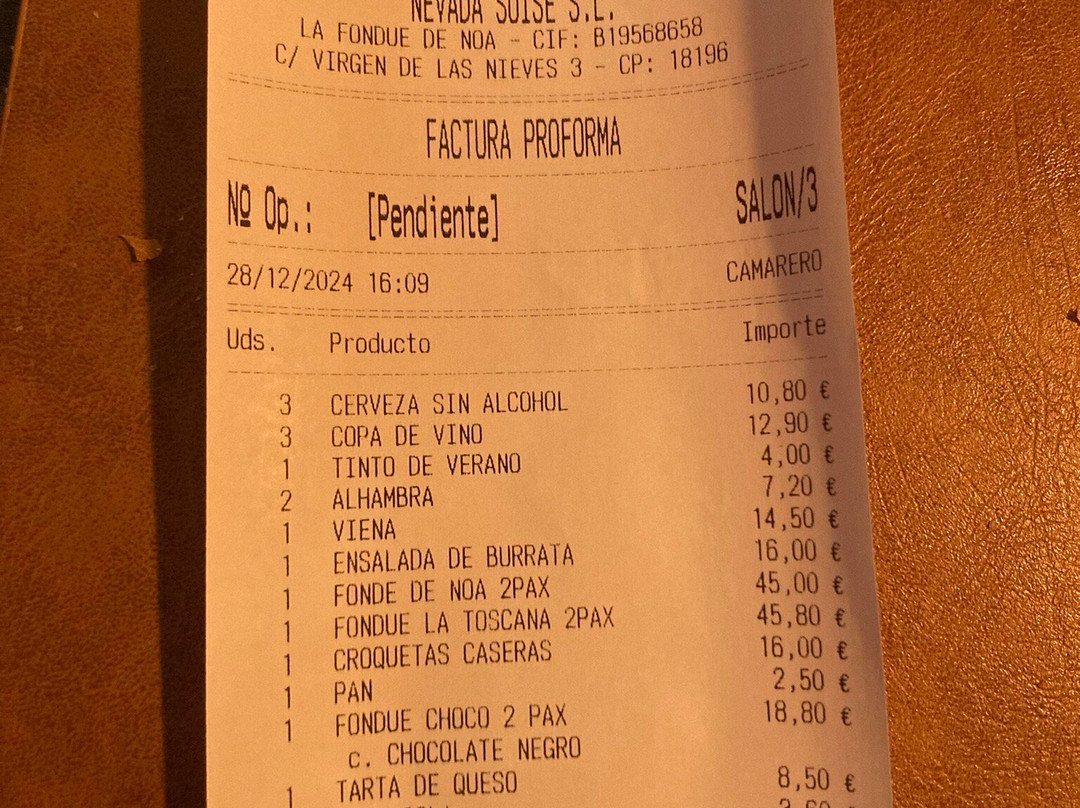 NEVADA SUISE S.L.
LA FONDUE DE NOA - CIF: B19568658
C/ VIRGEN DE LAS NIEVES 3 - CP: 18196
FACTURA PROFORMA
Nº Op.: [Pendiente] SALON/3
28/12/2024 16:09 CAMARERO
Uds. Producto Importe
3 CERVEZA SIN ALCOHOL 10,80 €
3 COPA DE VINO 12,90 €
1 TINTO DE VERANO 4,00 €
2 ALHAMBRA 7,20 €
1 VIENA 14,50 €
1 ENSALADA DE BURRATA 16,00 €
1 FONDE DE NOA 2PAX 45,00 €
1 FONDUE LA TOSCANA 2PAX 45,80 €
1 CROQUETAS CASERAS 16,00 €
1 PAN 2,50 €
1 FONDUE CHOCO 2 PAX 18,80 €
c. CHOCOLATE NEGRO
1 TARTA DE QUESO 8,50 €